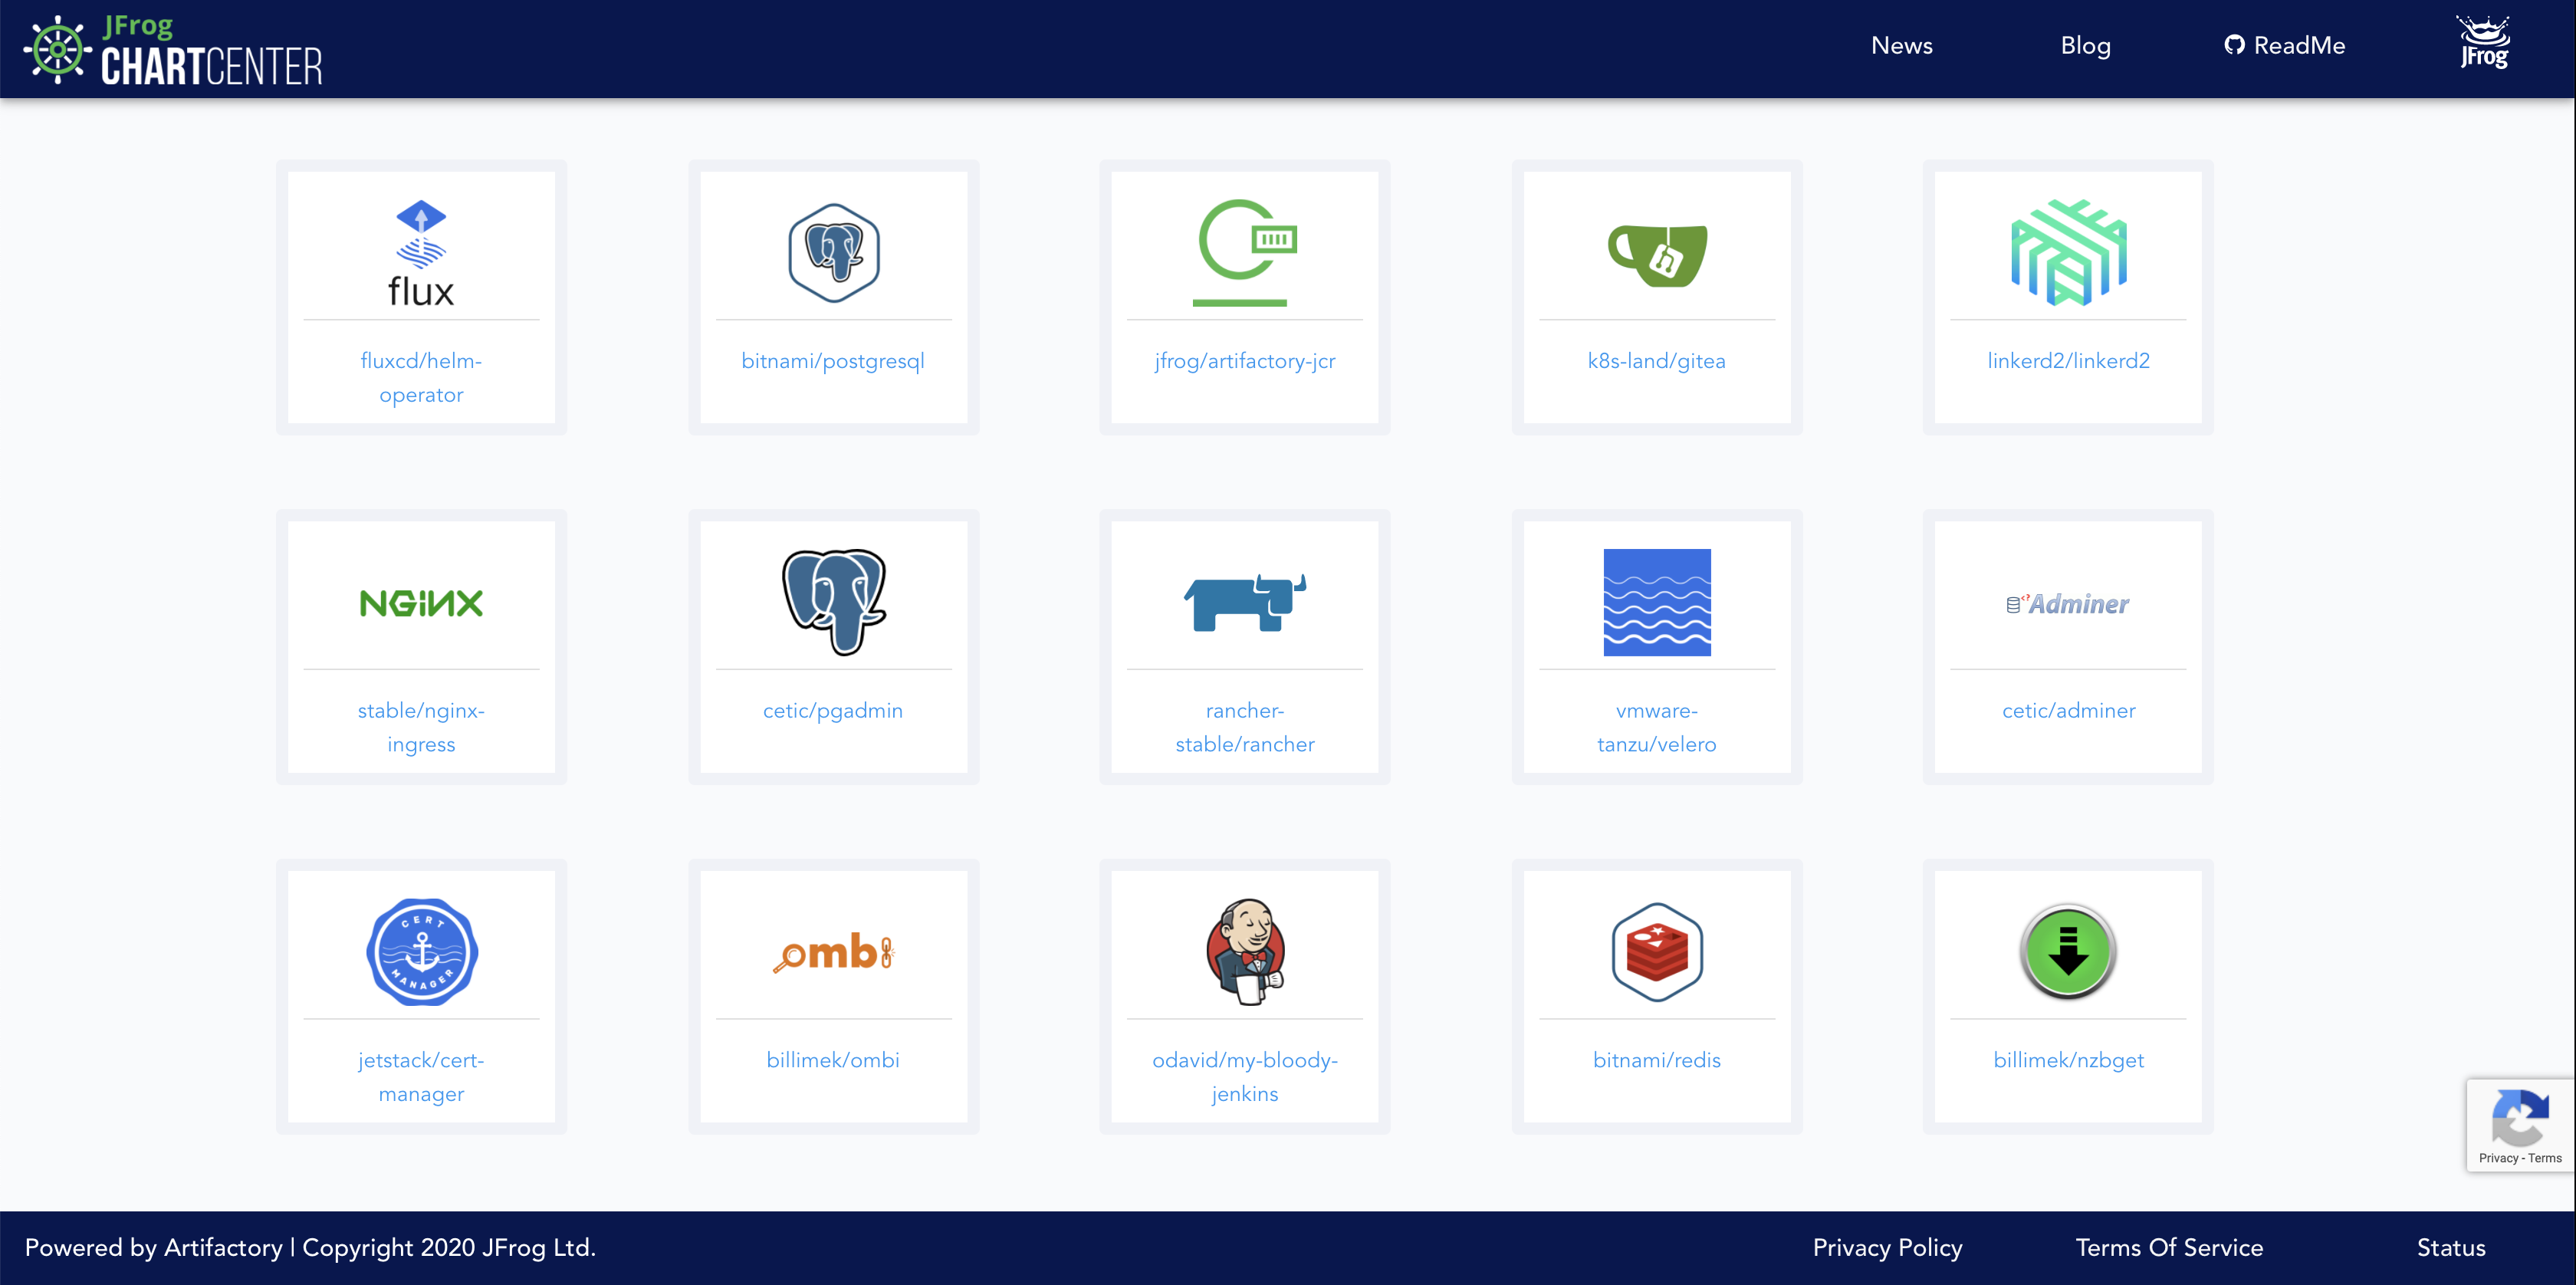 JFrog
CHARTCENTER
News
Blog
ReadMe
JFrog
flux
fluxcd/helm-
operator
bitnami/postgresql
jfrog/artifactory-jcr
k8s-land/gitea
linkerd2/linkerd2
NGiNX
stable/nginx-
ingress
cetic/pgadmin
rancher-
stable/rancher
vmware-
tanzu/velero
<?Adminer
cetic/adminer
CERT
MANAGER
jetstack/cert-
manager
ombi
billimek/ombi
odavid/my-bloody-
jenkins
bitnami/redis
billimek/nzbget
Privacy - Terms
Powered by Artifactory | Copyright 2020 JFrog Ltd.
Privacy Policy
Terms Of Service
Status